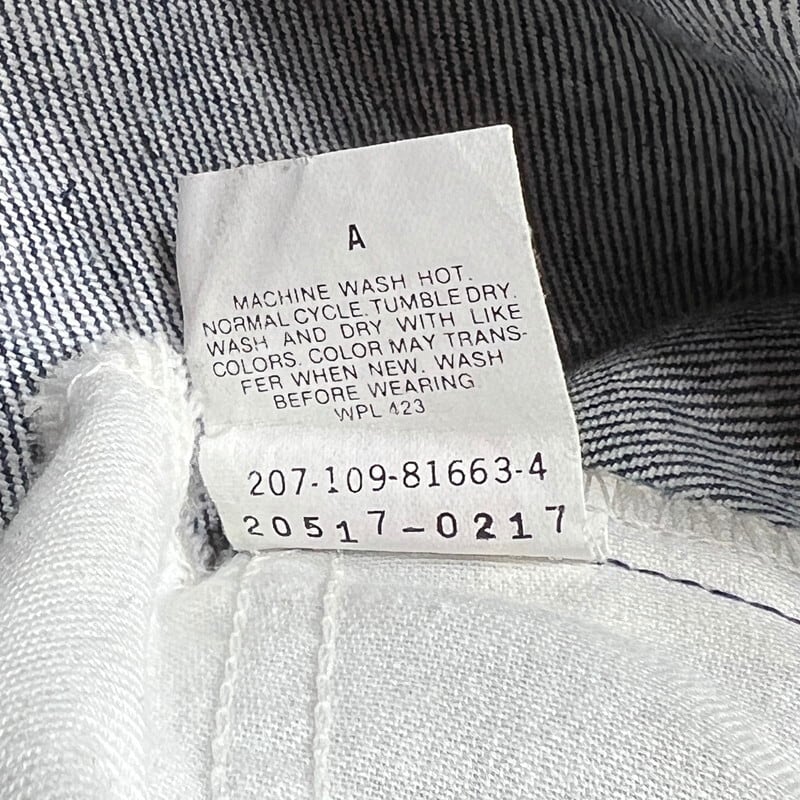 A
MACHINE WASH HOT.
NORMAL CYCLE. TUMBLE DRY.
WASH AND DRY WITH LIKE
COLORS. COLOR MAY TRANS-
FER WHEN NEW. WASH
BEFORE WEARING
WPL 423
207-109-81663-4
20517-0217